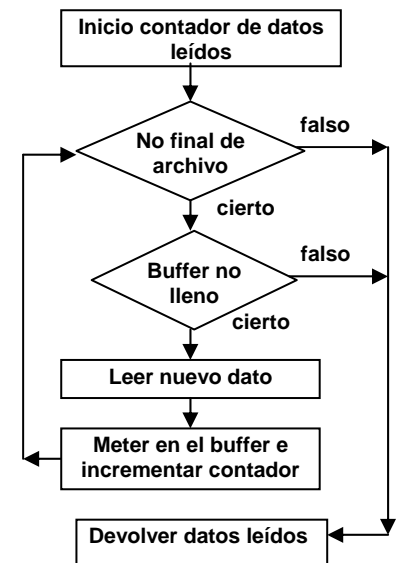 Inicio contador de datos
leídos
falso
No final de
archivo
cierto
falso
Buffer no
lleno
cierto
Leer nuevo dato
Meter en el buffer e
incrementar contador
Devolver datos leídos